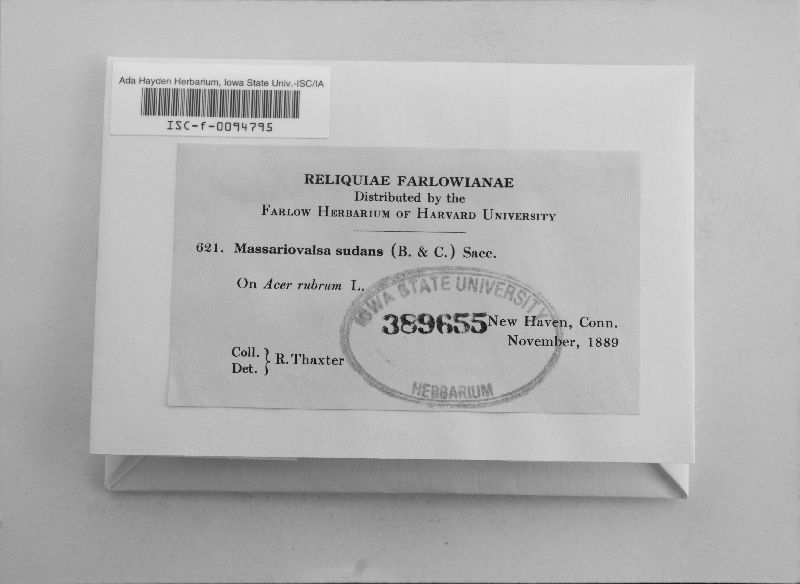 Ada Hayden Herbarium, Iowa State Univ.-ISC/IA
ISC-f-0094795
RELIQUIAE FARLOWIANAE
Distributed by the
FARLOW HERBARIUM OF HARVARD UNIVERSITY
621. Massariovalsa sudans (B. & C.) Sacc.
On Acer rubrum L.
IOWA STATE UNIVERSITY
389655
New Haven, Conn.
November, 1889
Coll. } R. Thaxter
Det.
HERBARIUM